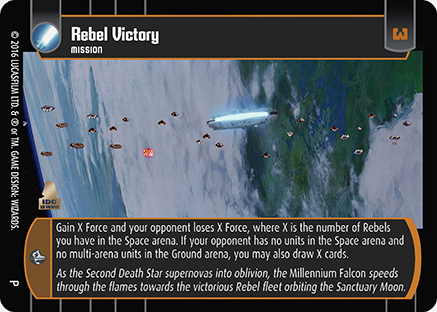 Rebel Victory
MISSION
© 2016 LUCASFILM LTD. & ® or TM. GAME DESIGN: WIZARDS.
IDC
P
Gain X Force and your opponent loses X Force, where X is the number of Rebels
you have in the Space arena. If your opponent has no units in the Space arena and
no multi-arena units in the Ground arena, you may also draw X cards.
As the Second Death Star supernovas into oblivion, the Millennium Falcon speeds
through the flames towards the victorious Rebel fleet orbiting the Sanctuary Moon.